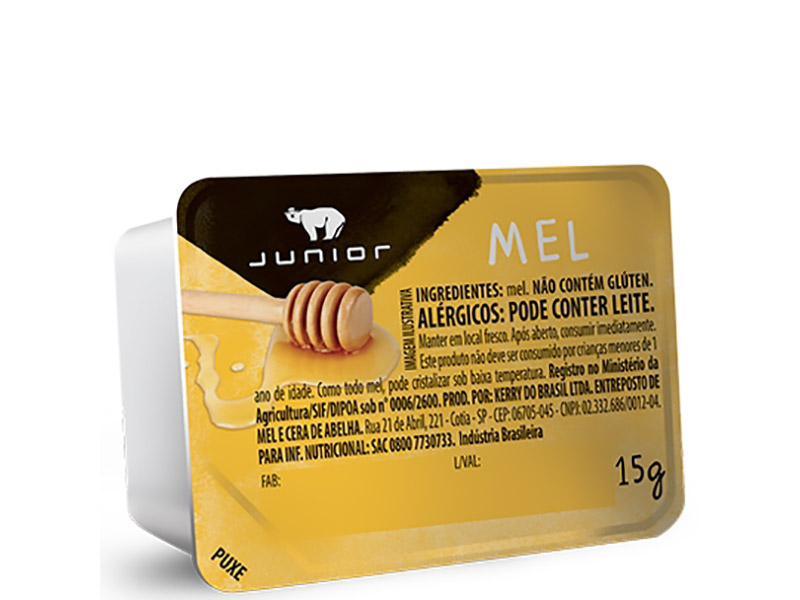 JUNIOR
MEL
IMAGEM ILUSTRATIVA
INGREDIENTES: mel. NÃO CONTÉM GLÚTEN.
ALÉRGICOS: PODE CONTER LEITE.
Manter em local fresco. Após aberto, consumir imediatamente.
Este produto não deve ser consumido por crianças menores de 1
ano de idade. Como todo mel, pode cristalizar sob baixa temperatura. Registro no Ministério da
Agricultura/SIF/DIPOA sob nº 0006/2600. PROD. POR: KERRY DO BRASIL LTDA. ENTREPOSTO DE
MEL E CERA DE ABELHA. Rua 21 de Abril, 221 - Cotia - SP - CEP: 06705-045 - CNPJ: 02.332.686/0012-04.
PARA INF. NUTRICIONAL: SAC 0800 7730733. Indústria Brasileira
FAB:
L/VAL:
15g
PUXE